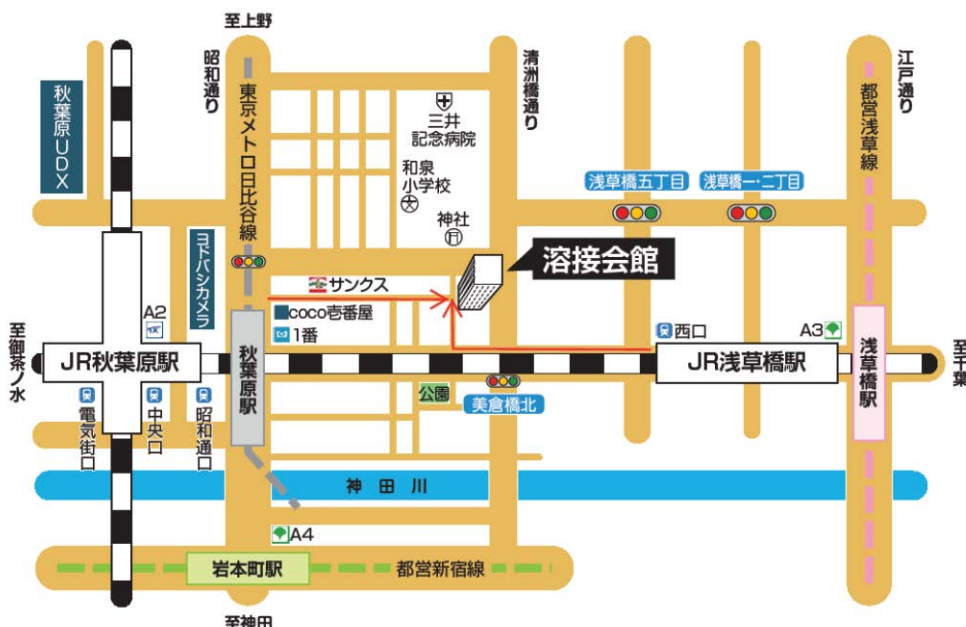 至上野
昭和通り
東京メトロ日比谷線
清洲橋通り
江戸通り
都営浅草線
秋葉原UDX
三井
記念病院
和泉
小学校
神社
浅草橋五丁目
浅草橋一・二丁目
溶接会館
ヨドバシカメラ
サンクス
coco壱番屋
1番
A2
西口
A3
至御茶ノ水
JR秋葉原駅
秋葉原駅
JR浅草橋駅
浅草橋駅
至千葉
公園
美倉橋北
電気街口
中央口
昭和通口
神田川
A4
岩本町駅
都営新宿線
至神田